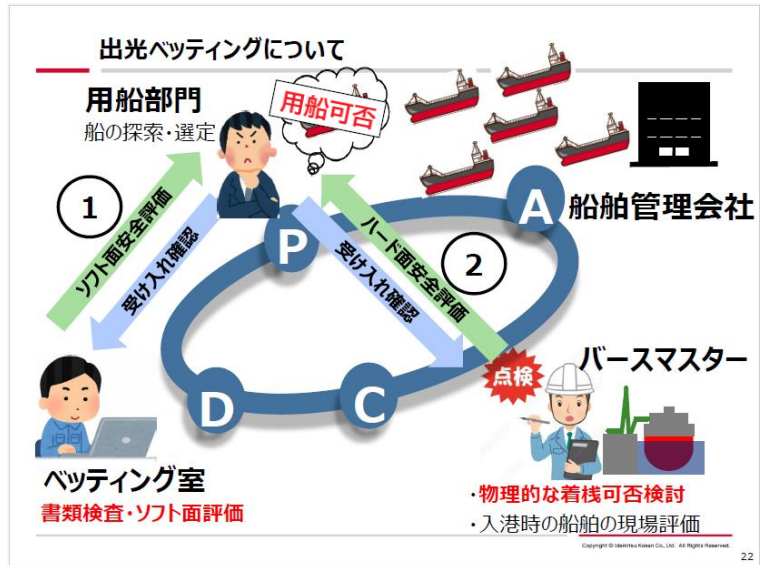 出光ベッティングについて
用船部門
船の探索・選定
用船可否
1
ソフト面安全評価
受け入れ確認
P
A
船舶管理会社
ハード面安全評価
受け入れ確認
2
D
C
点検
バースマスター
ベッティング室
書類検査・ソフト面評価
・物理的な着桟可否検討
・入港時の船舶の現場評価
Copyright © Idemitsu Kosan Co., Ltd. All Rights Reserved.
22